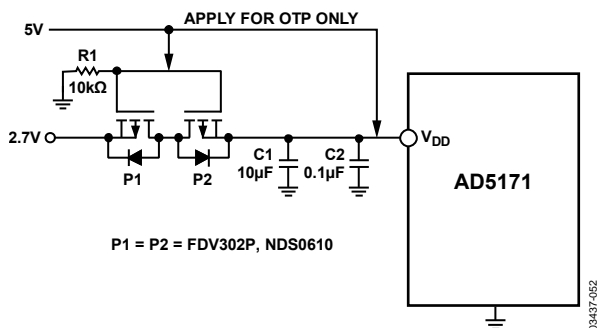 APPLY FOR OTP ONLY
5V
R1
10kΩ
2.7V
P1
P2
C1
10µF
C2
0.1µF
V_DD
AD5171
P1 = P2 = FDV302P, NDS0610
03437-052